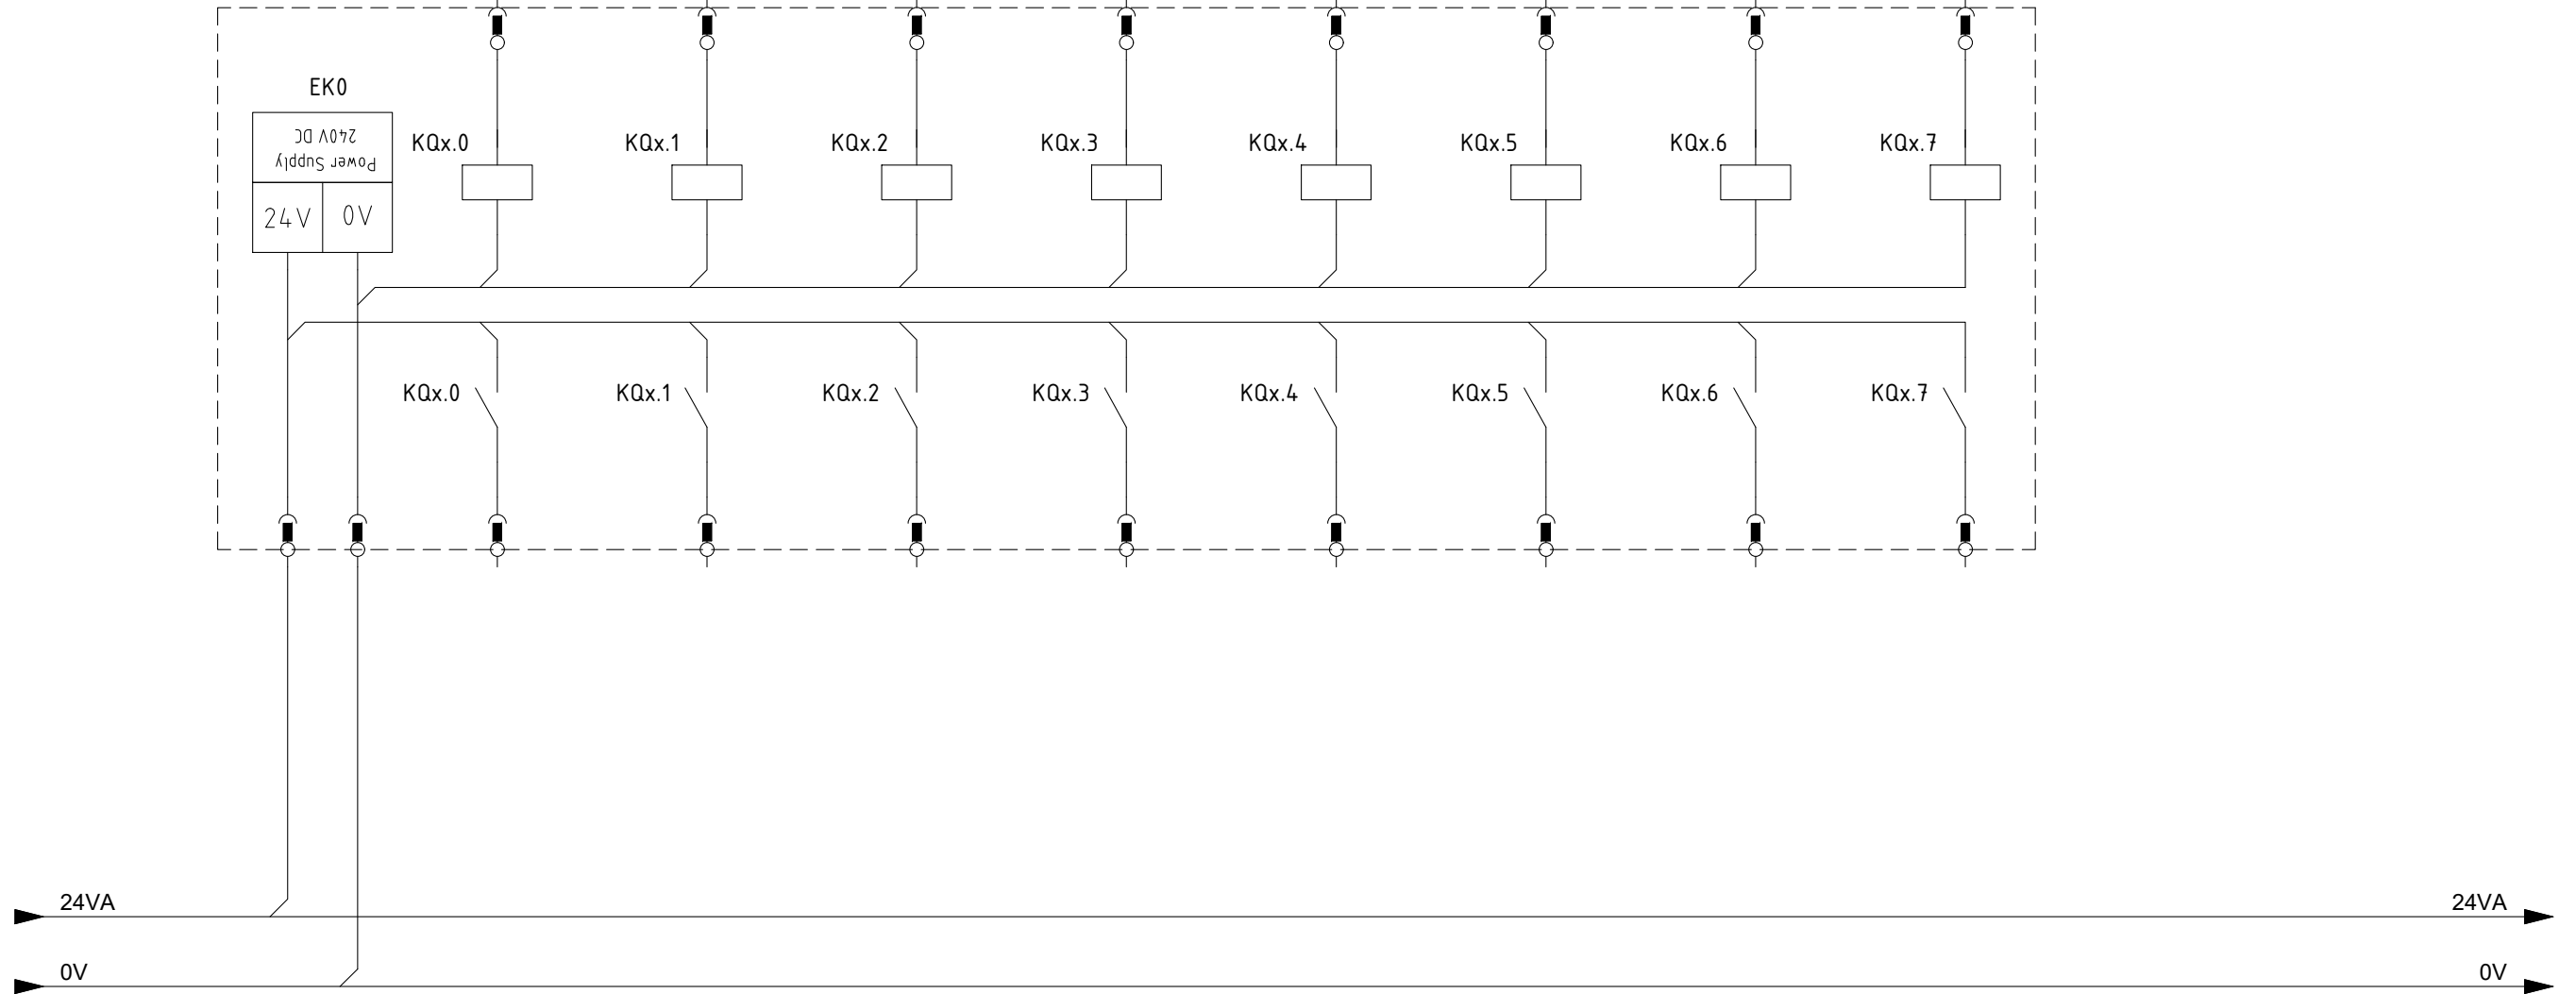 EK0
Power Supply
240V DC
24V 0V
KQx.0 KQx.1 KQx.2 KQx.3 KQx.4 KQx.5 KQx.6 KQx.7
KQx.0 KQx.1 KQx.2 KQx.3 KQx.4 KQx.5 KQx.6 KQx.7
24VA 24VA
0V 0V